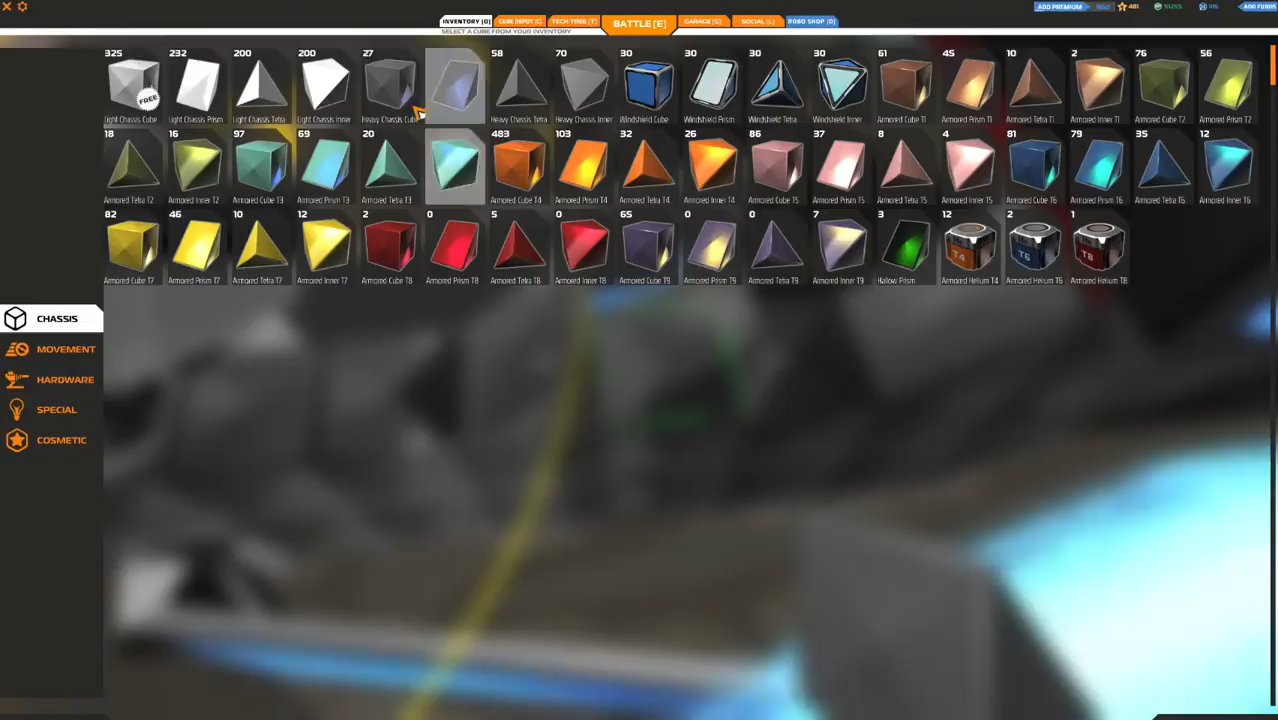 ADD PREMIUM 481 51255 105 ADD FUNDS
INVENTORY [Q] CUBE DEPOT [C] TECH TREE [T] BATTLE [E] GARAGE [G] SOCIAL [L] ROBO SHOP [O]
SELECT A CUBE FROM YOUR INVENTORY
325 232 200 200 27 58 70 30 30 30 30 61 45 10 2 76 56
FREE
Light Chassis Cube Light Chassis Prism Light Chassis Tetra Light Chassis Inner Heavy Chassis Cube Heavy Chassis Tetra Heavy Chassis Inner Windshield Cube Windshield Prism Windshield Tetra Windshield Inner Armored Cube T1 Armored Prism T1 Armored Tetra T1 Armored Inner T1 Armored Cube T2 Armored Prism T2
18 16 97 69 20 483 103 32 26 86 37 8 4 81 79 35 12
Armored Tetra T2 Armored Inner T2 Armored Cube T3 Armored Prism T3 Armored Tetra T3 Armored Cube T4 Armored Prism T4 Armored Tetra T4 Armored Inner T4 Armored Cube T5 Armored Prism T5 Armored Tetra T5 Armored Inner T5 Armored Cube T6 Armored Prism T6 Armored Tetra T6 Armored Inner T6
82 46 10 12 2 0 5 0 65 0 0 7 3 12 2 1
T4 T6 T8
Armored Cube T7 Armored Prism T7 Armored Tetra T7 Armored Inner T7 Armored Cube T8 Armored Prism T8 Armored Tetra T8 Armored Inner T8 Armored Cube T9 Armored Prism T9 Armored Tetra T9 Armored Inner T9 Hallow Prism Armored Helium T4 Armored Helium T6 Armored Helium T8
CHASSIS
MOVEMENT
HARDWARE
SPECIAL
COSMETIC